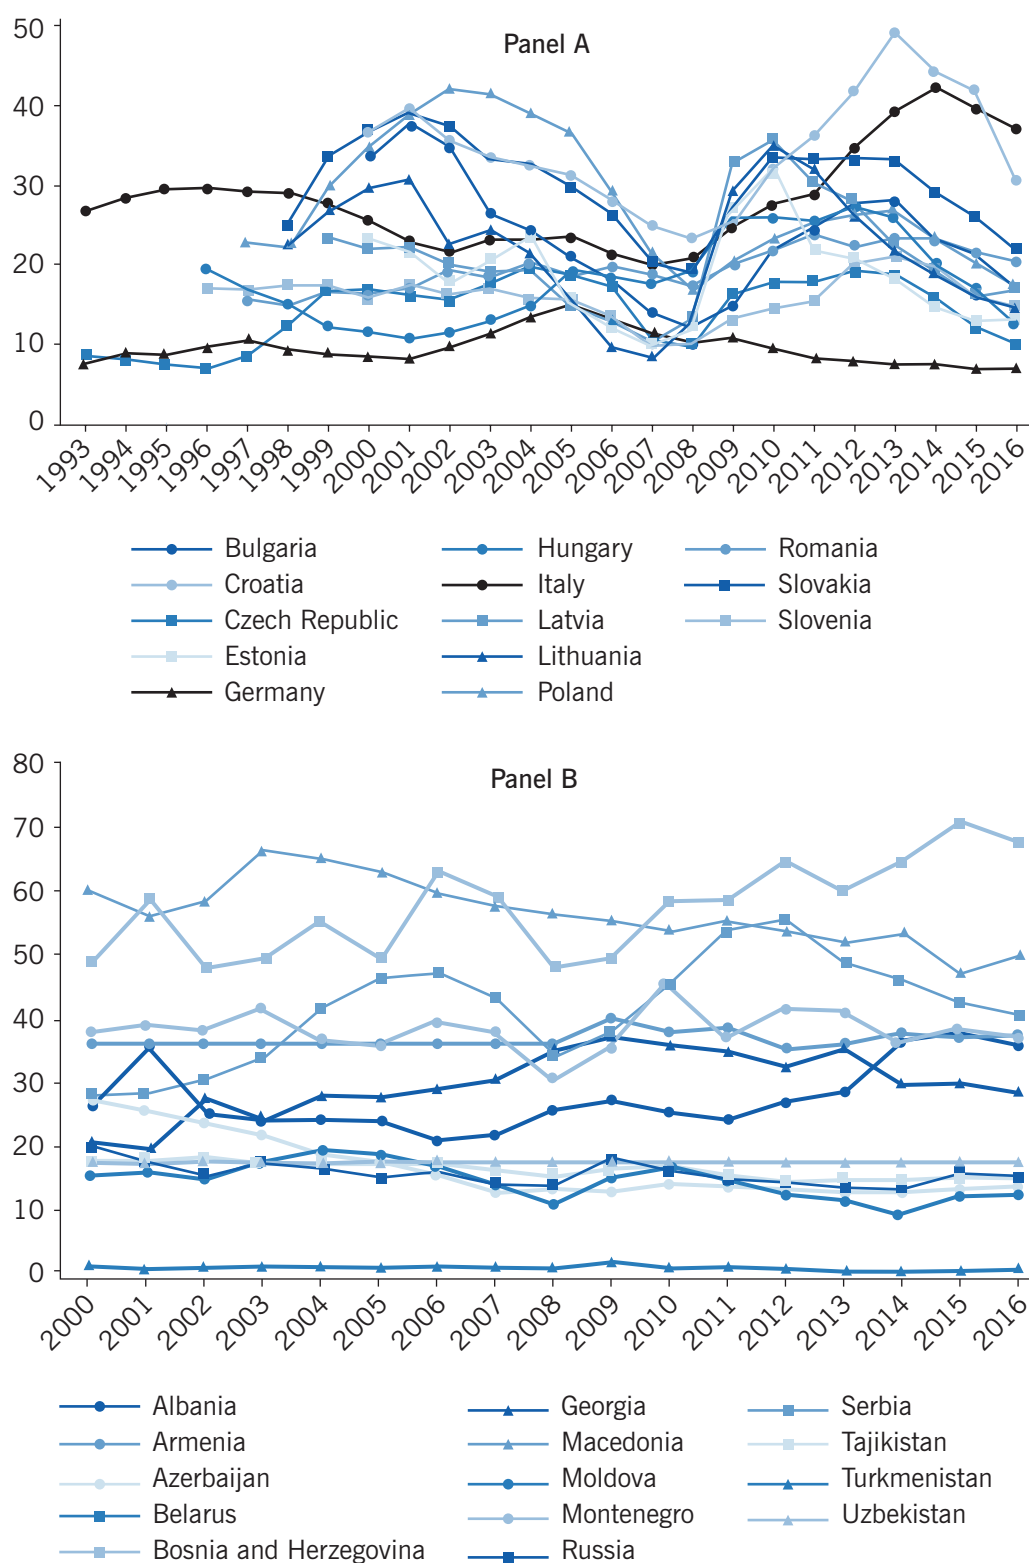 Panel A
50
40
30
20
10
0
1993 1994 1995 1996 1997 1998 1999 2000 2001 2002 2003 2004 2005 2006 2007 2008 2009 2010 2011 2012 2013 2014 2015 2016
Bulgaria Hungary Romania
Croatia Italy Slovakia
Czech Republic Latvia Slovenia
Estonia Lithuania
Germany Poland
Panel B
80
70
60
50
40
30
20
10
0
2000 2001 2002 2003 2004 2005 2006 2007 2008 2009 2010 2011 2012 2013 2014 2015 2016
Albania Georgia Serbia
Armenia Macedonia Tajikistan
Azerbaijan Moldova Turkmenistan
Belarus Montenegro Uzbekistan
Bosnia and Herzegovina Russia